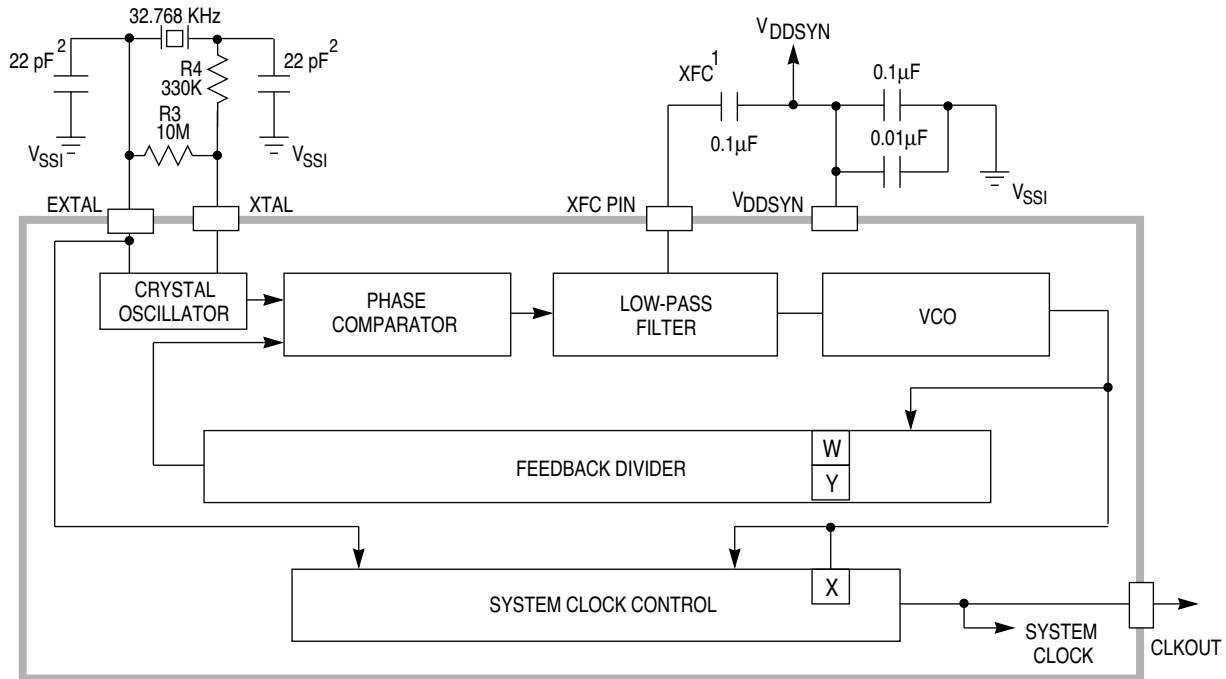 32.768 KHz
22 pF2
R4
330K
22 pF2
R3
10M
VSSI
VSSI
VDDSYN
XFC1
0.1µF
0.1µF
0.01µF
VSSI
EXTAL
XTAL
XFC PIN
VDDSYN
CRYSTAL
OSCILLATOR
PHASE
COMPARATOR
LOW-PASS
FILTER
VCO
FEEDBACK DIVIDER
W
Y
SYSTEM CLOCK CONTROL
X
SYSTEM
CLOCK
CLKOUT